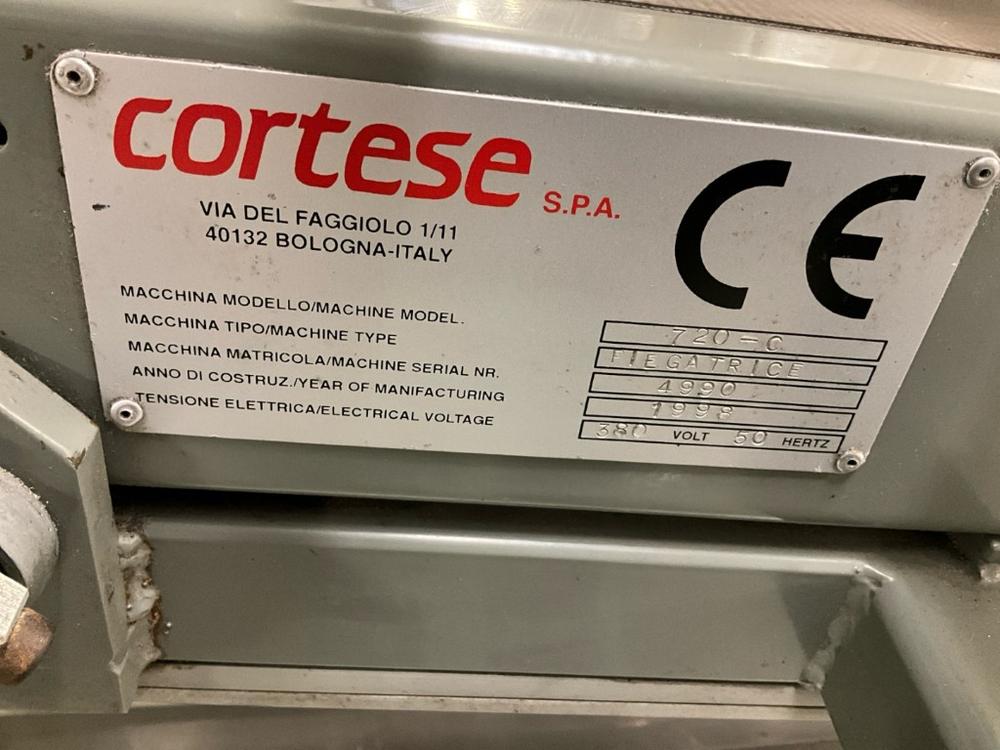 cortese S.P.A.
VIA DEL FAGGIOLO 1/11
40132 BOLOGNA-ITALY
CE
MACCHINA MODELLO/MACHINE MODEL. 720-C
MACCHINA TIPO/MACHINE TYPE PIEGATRICE
MACCHINA MATRICOLA/MACHINE SERIAL NR. 4990
ANNO DI COSTRUZ./YEAR OF MANIFACTURING 1998
TENSIONE ELETTRICA/ELECTRICAL VOLTAGE 380 VOLT 50 HERTZ